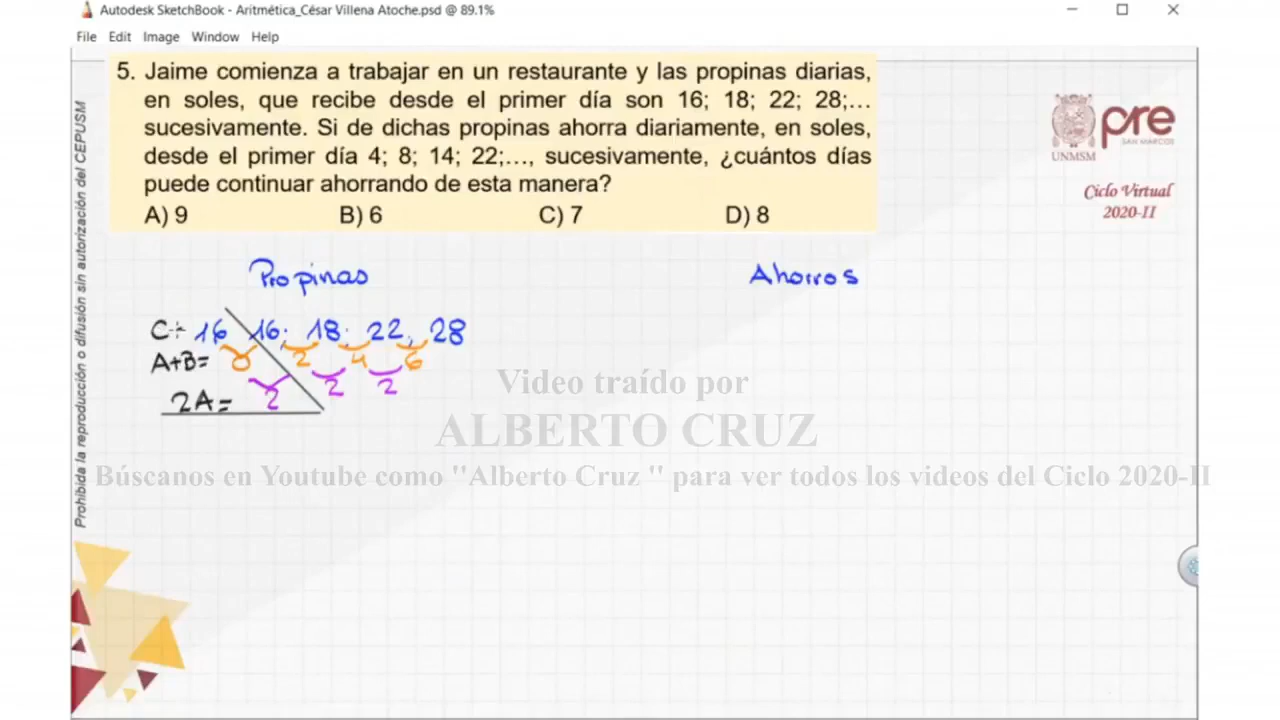 Autodesk SketchBook - Aritmética_César Villena Atoche.psd @ 89.1%
File Edit Image Window Help
5. Jaime comienza a trabajar en un restaurante y las propinas diarias,
en soles, que recibe desde el primer día son 16; 18; 22; 28;…
sucesivamente. Si de dichas propinas ahorra diariamente, en soles,
desde el primer día 4; 8; 14; 22;…, sucesivamente, ¿cuántos días
puede continuar ahorrando de esta manera?
A) 9 B) 6 C) 7 D) 8
pre
SAN MARCOS
UNMSM
Ciclo Virtual
2020-II
Prohibida la reproducción o difusión sin autorización del CEPUSM
Propinas
Ahorros
C÷ 16 16; 18; 22; 28
A+B= 0 2 4 6
2A= 2 2 2
Video traído por
ALBERTO CRUZ
Búscanos en Youtube como "Alberto Cruz " para ver todos los videos del Ciclo 2020-II